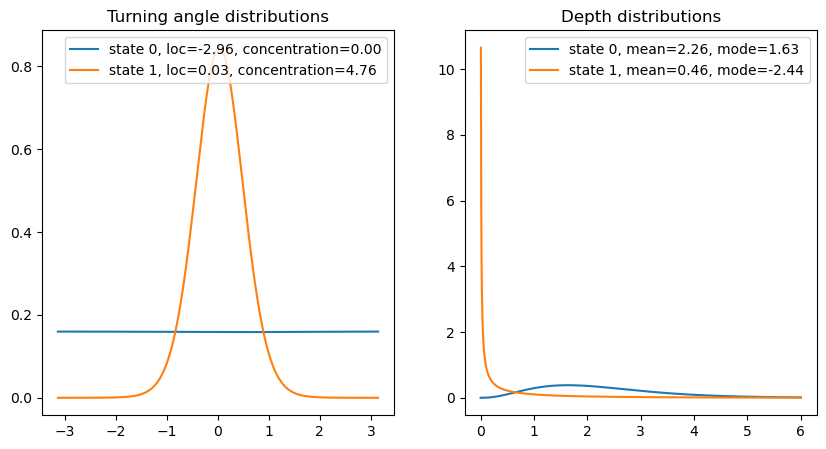 Turning angle distributions
state 0, loc=-2.96, concentration=0.00
state 1, loc=0.03, concentration=4.76
0.8
0.6
0.4
0.2
0.0
−3 −2 −1 0 1 2 3
Depth distributions
state 0, mean=2.26, mode=1.63
state 1, mean=0.46, mode=-2.44
10
8
6
4
2
0
0 1 2 3 4 5 6